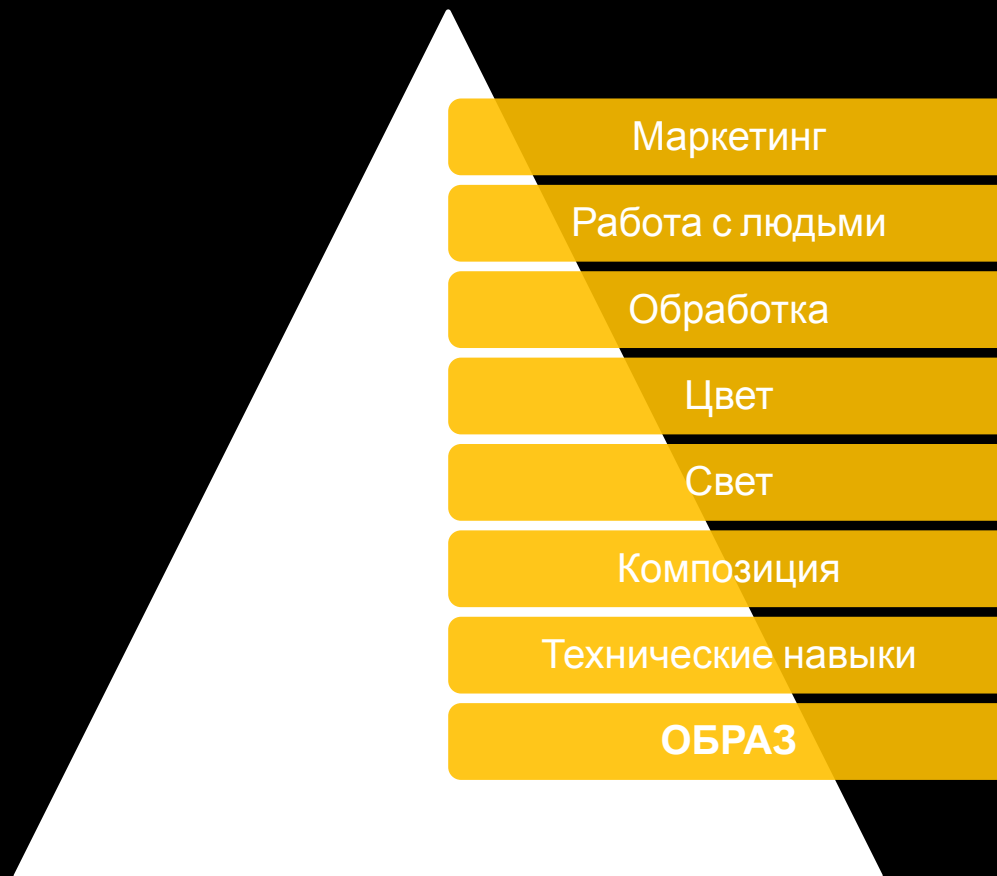 Маркетинг
Работа с людьми
Обработка
Цвет
Свет
Композиция
Технические навыки
ОБРАЗ